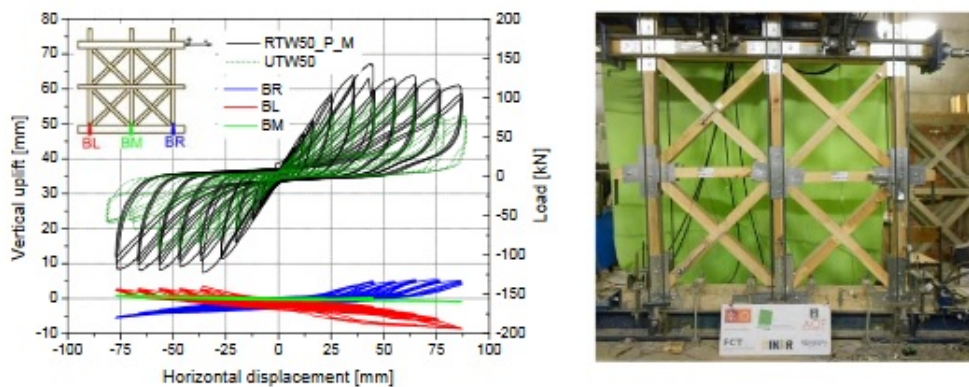 80
70
60
50
40
30
20
10
0
-10
Vertical uplift [mm]
BL BM BR
RTW50_P_M
UTW50
BR
BL
BM
200
150
100
50
0
-50
-100
-150
-200
Load [kN]
-100 -75 -50 -25 0 25 50 75 100
Horizontal displacement [mm]
FCT